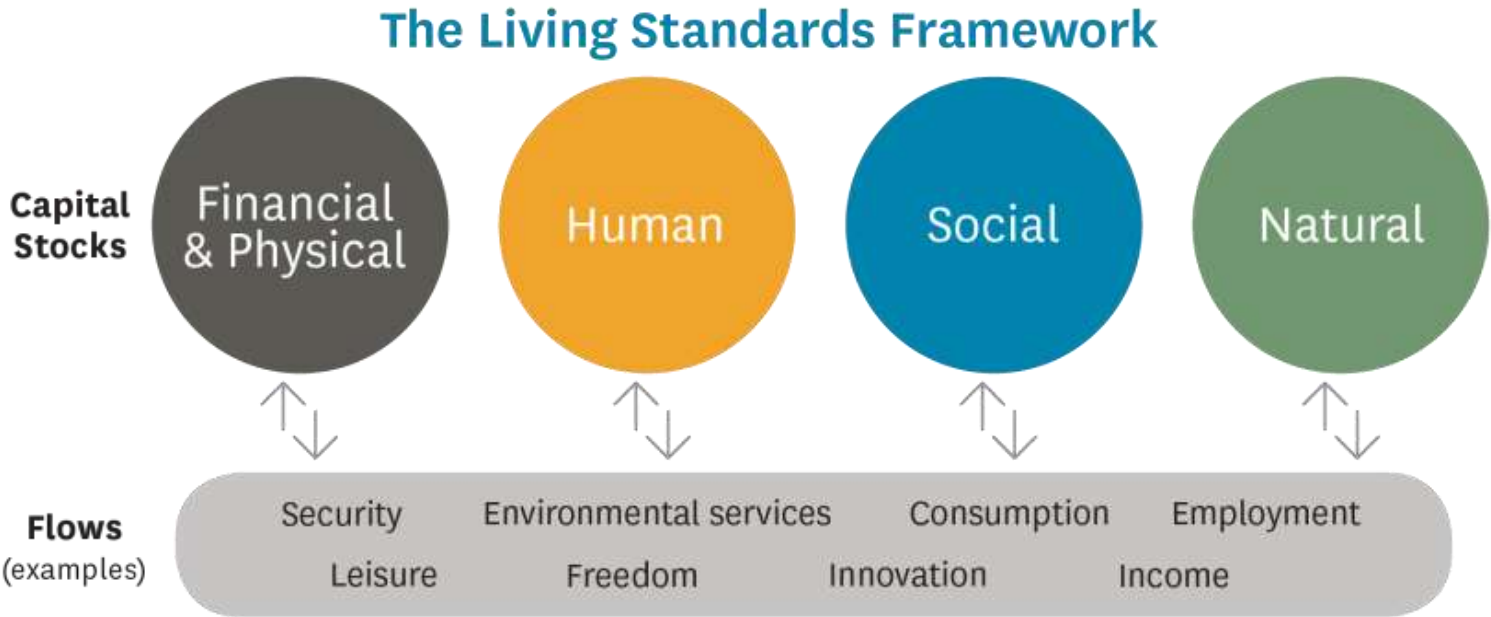 The Living Standards Framework
Capital
Stocks
Financial
& Physical
Human
Social
Natural
Flows
(examples)
Security Environmental services Consumption Employment
Leisure Freedom Innovation Income